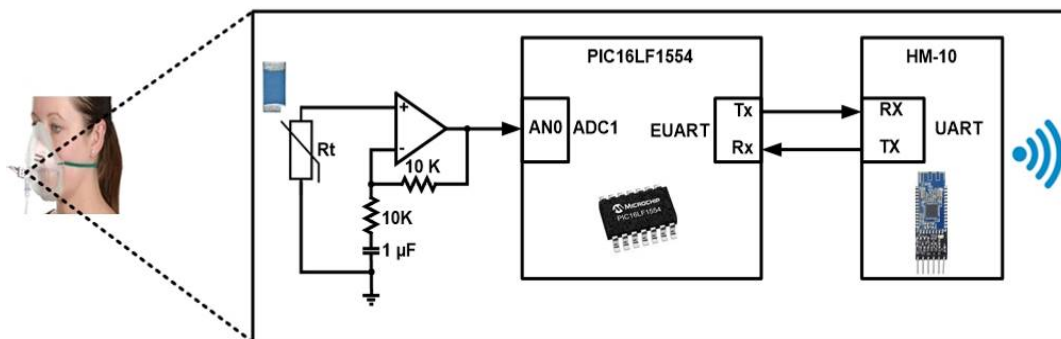 PIC16LF1554
HM-10
+
-
Rt
10 K
10K
1 µF
AN0
ADC1
EUART
Tx
Rx
RX
TX
UART
MICROCHIP
PIC16LF1554